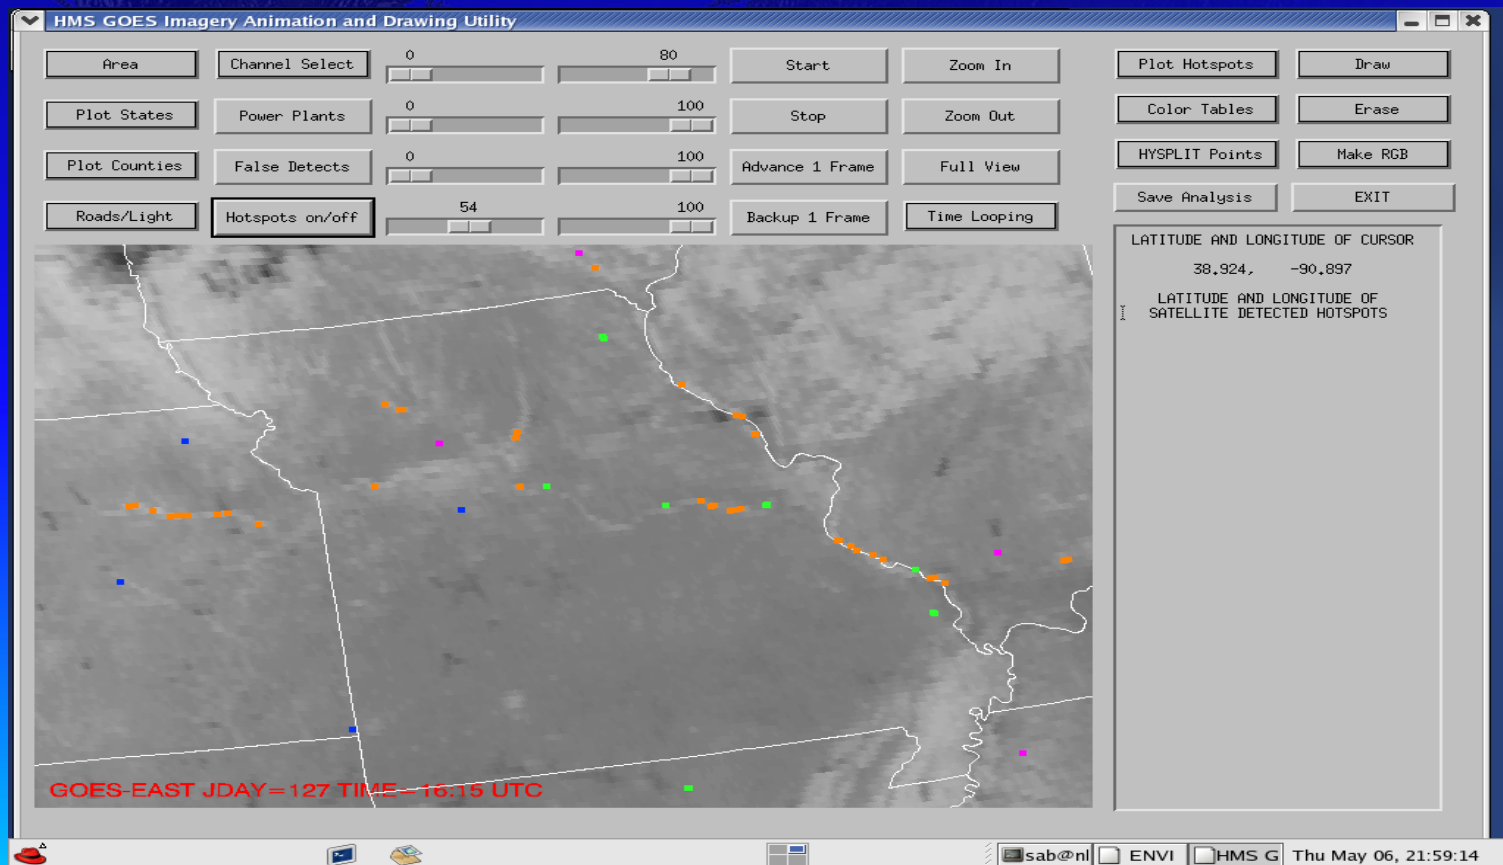 HMS GOES Imagery Animation and Drawing Utility
Area
Channel Select
0
80
Start
Zoom In
Plot Hotspots
Draw
Plot States
Power Plants
0
100
Stop
Zoom Out
Color Tables
Erase
Plot Counties
False Detects
0
100
Advance 1 Frame
Full View
HYSPLIT Points
Make RGB
Roads/Light
Hotspots on/off
54
100
Backup 1 Frame
Time Looping
Save Analysis
EXIT
LATITUDE AND LONGITUDE OF CURSOR
38.924, -90.897
LATITUDE AND LONGITUDE OF
SATELLITE DETECTED HOTSPOTS
GOES-EAST JDAY=127 TIME=16:15 UTC
sab@nl
ENVI
HMS G
Thu May 06, 21:59:14